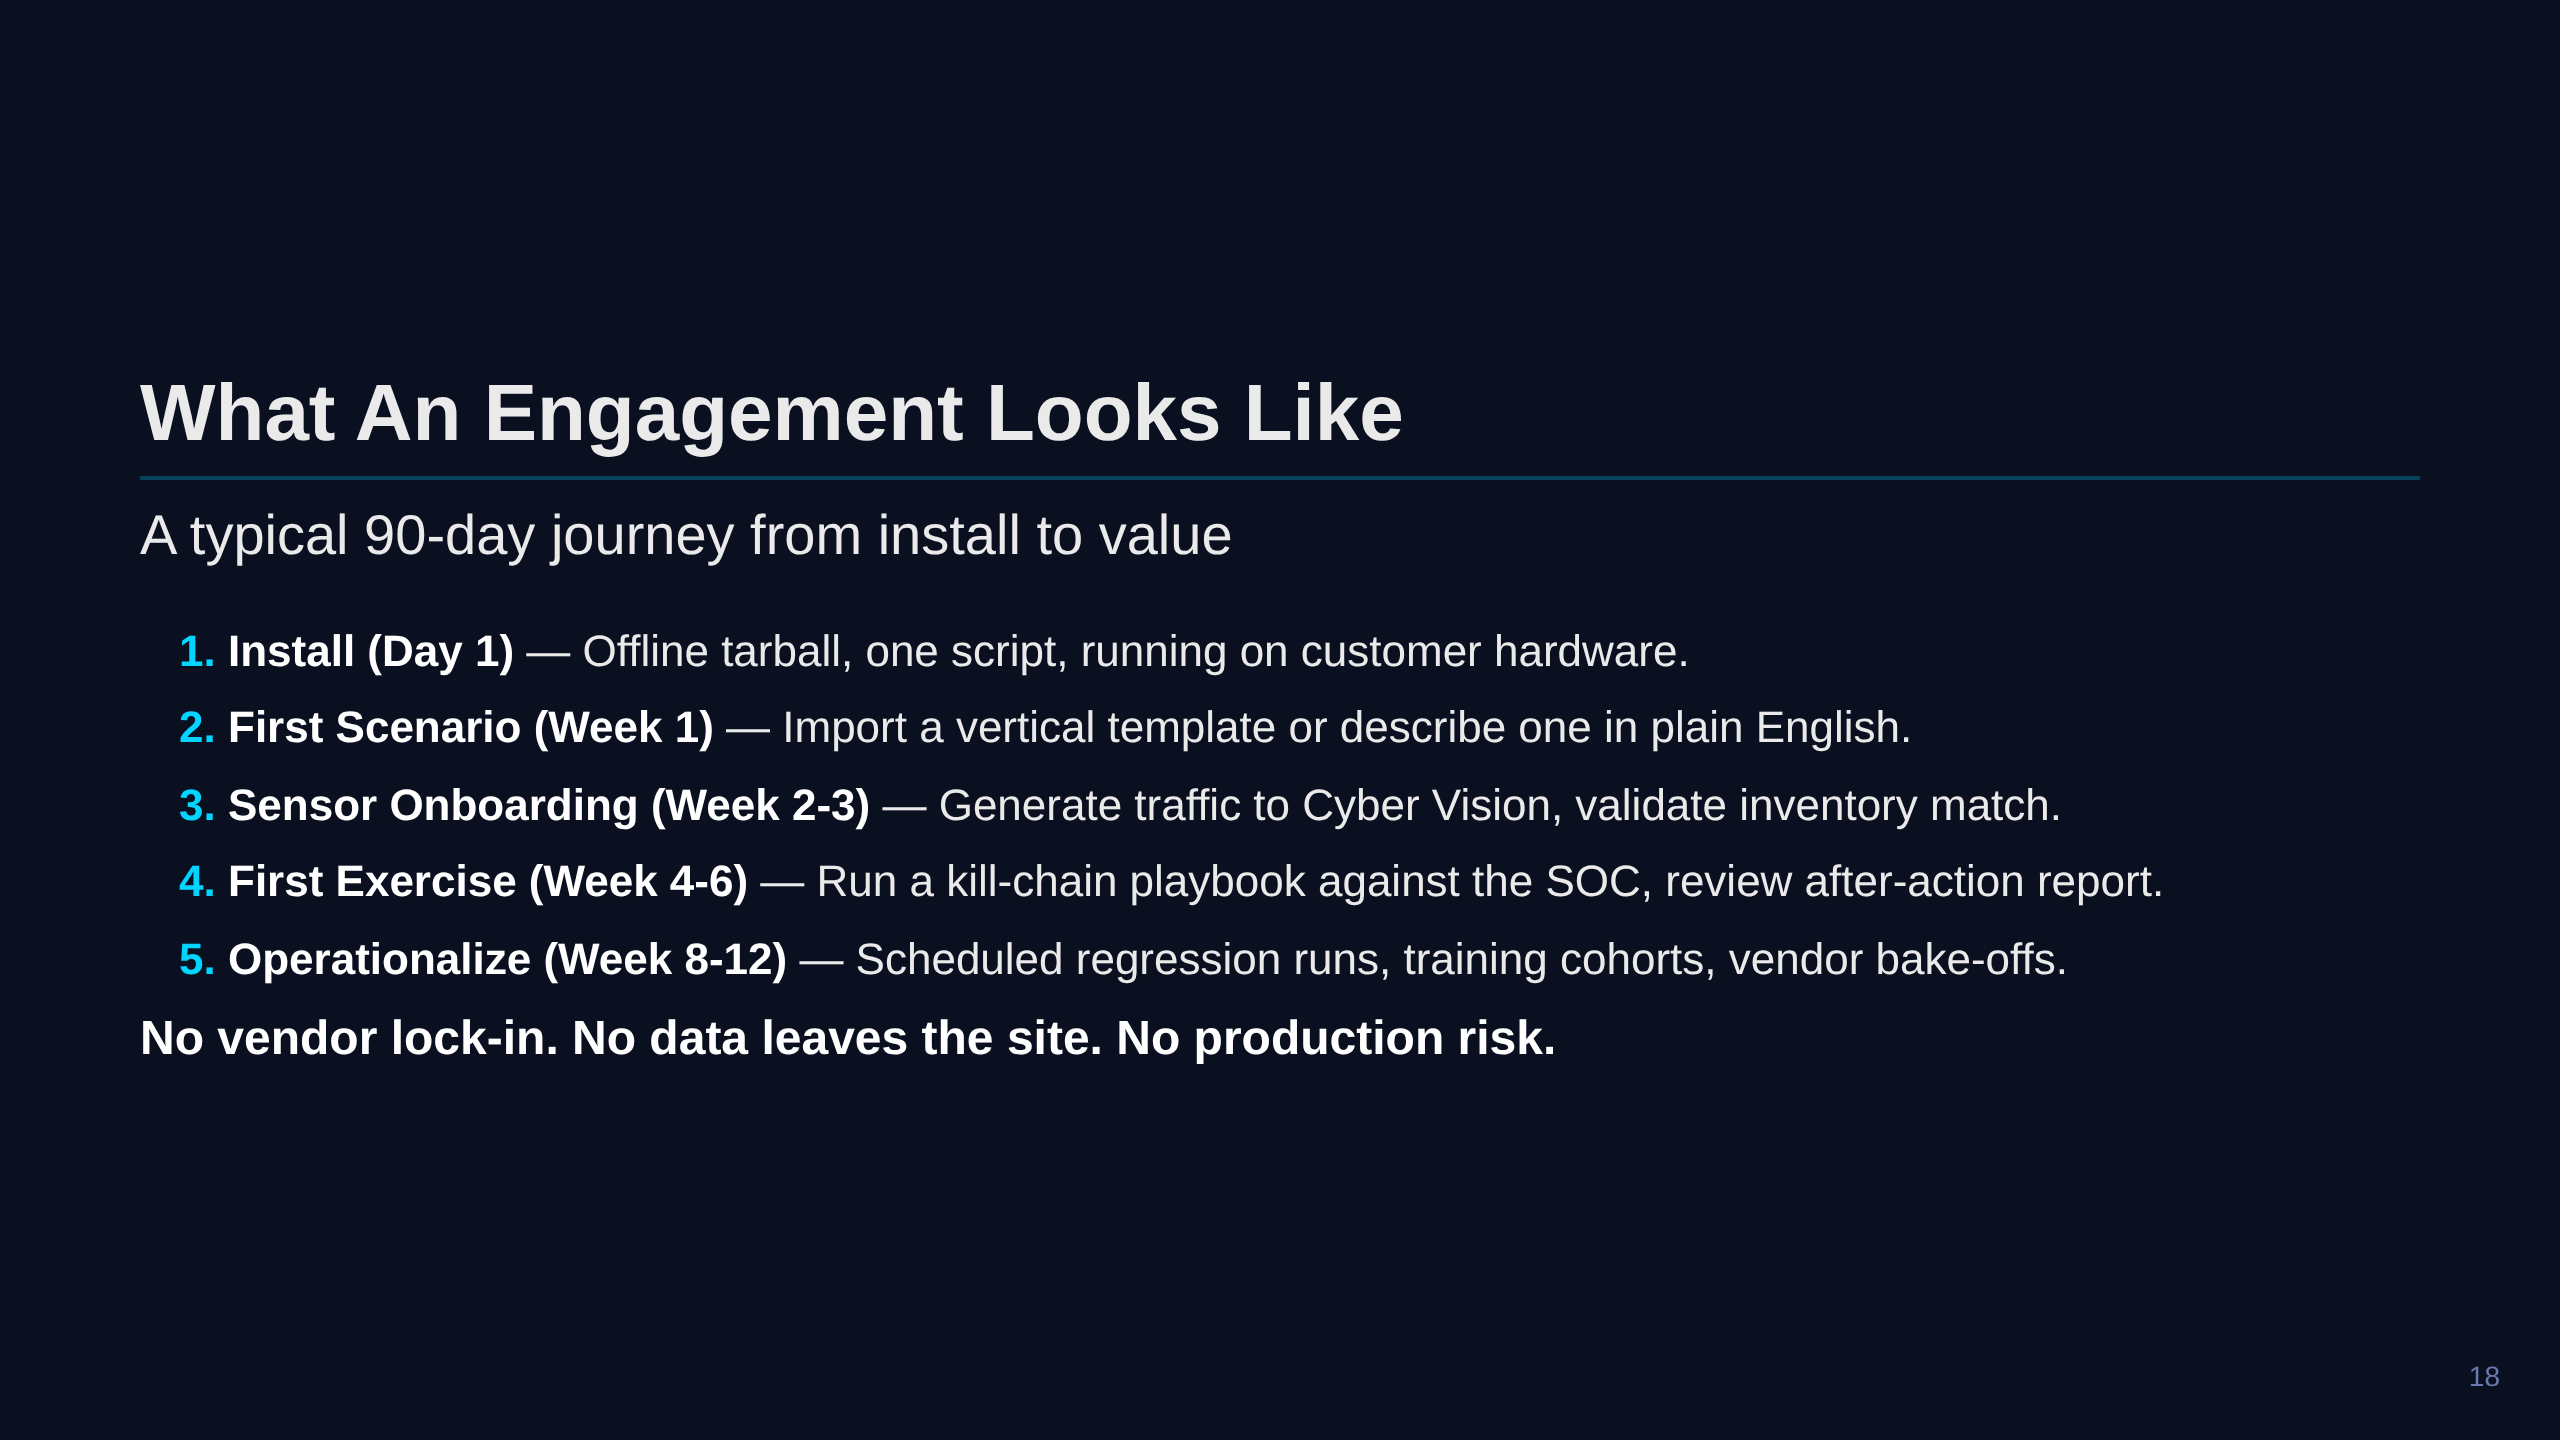 What An Engagement Looks Like
A typical 90-day journey from install to value
1. Install (Day 1) — Offline tarball, one script, running on customer hardware.
2. First Scenario (Week 1) — Import a vertical template or describe one in plain English.
3. Sensor Onboarding (Week 2-3) — Generate traffic to Cyber Vision, validate inventory match.
4. First Exercise (Week 4-6) — Run a kill-chain playbook against the SOC, review after-action report.
5. Operationalize (Week 8-12) — Scheduled regression runs, training cohorts, vendor bake-offs.
No vendor lock-in. No data leaves the site. No production risk.
18